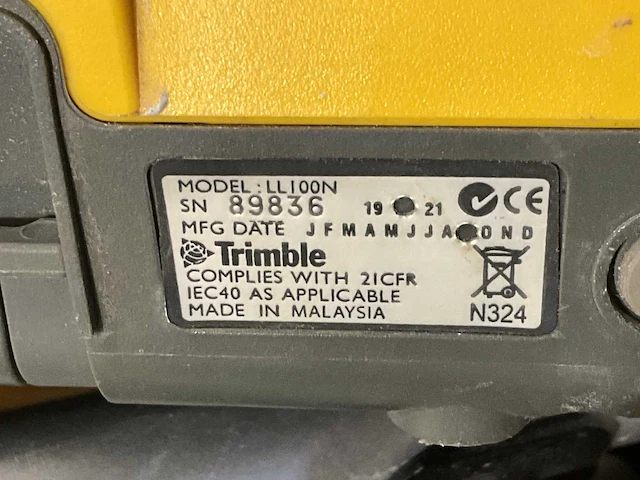 MODEL: LL100N
SN 89836 19 21
CE
MFG DATE J F M A M J J A O N D
Trimble
COMPLIES WITH 21CFR
IEC40 AS APPLICABLE
MADE IN MALAYSIA
N324